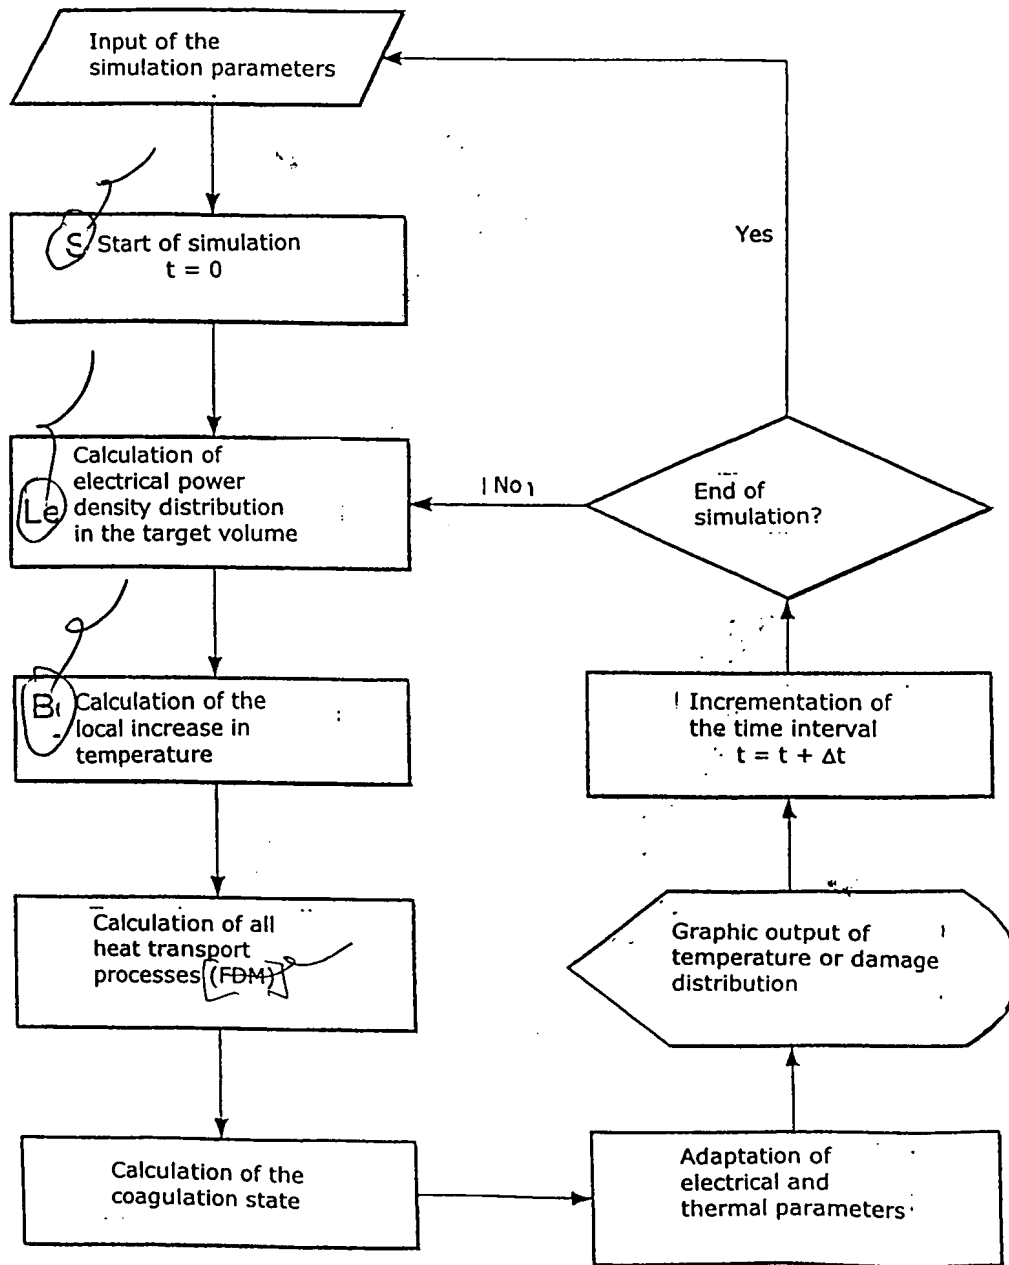 Input of the
simulation parameters
S Start of simulation
t = 0
Calculation of
electrical power
Le density distribution
in the target volume
B Calculation of the
local increase in
temperature
Calculation of all
heat transport
processes (FDM)
Calculation of the
coagulation state
Adaptation of
electrical and
thermal parameters
Graphic output of
temperature or damage
distribution
Incrementation of
the time interval
t = t + Δt
End of
simulation?
No
Yes